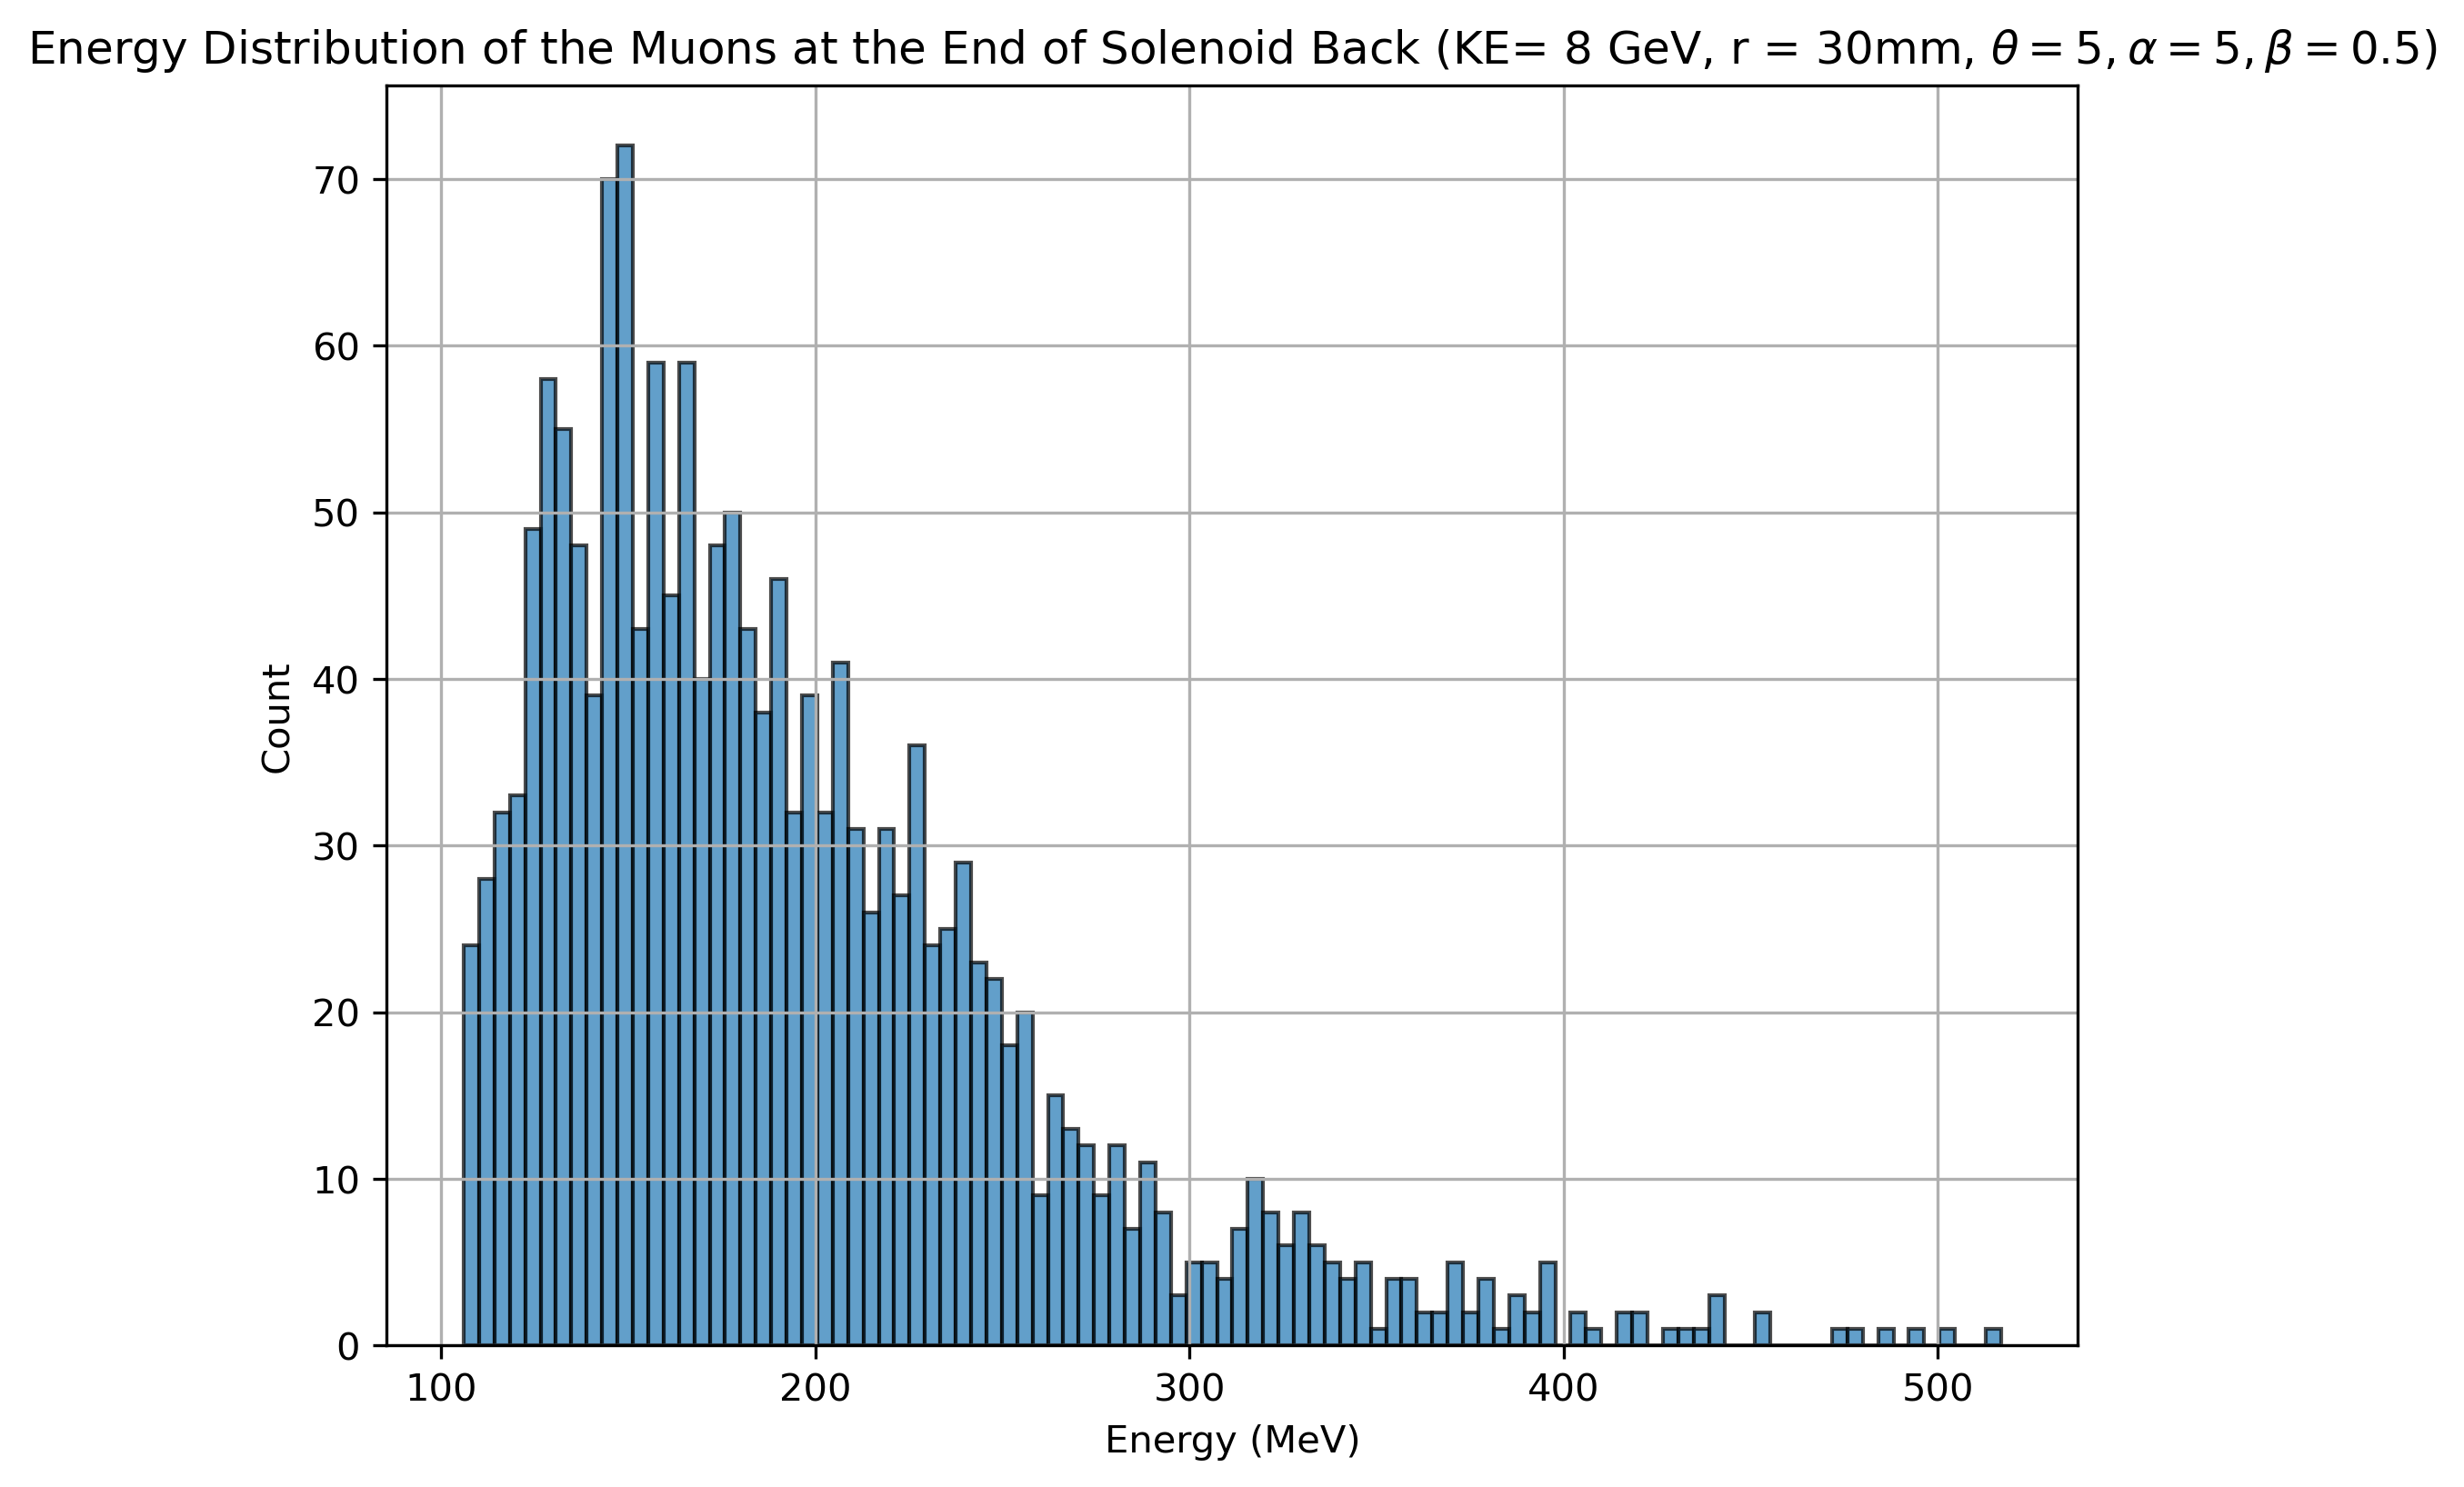 Energy Distribution of the Muons at the End of Solenoid Back (KE= 8 GeV, r = 30mm, θ = 5, α = 5, β = 0.5)
70
60
50
40
30
20
10
0
Count
100 200 300 400 500
Energy (MeV)